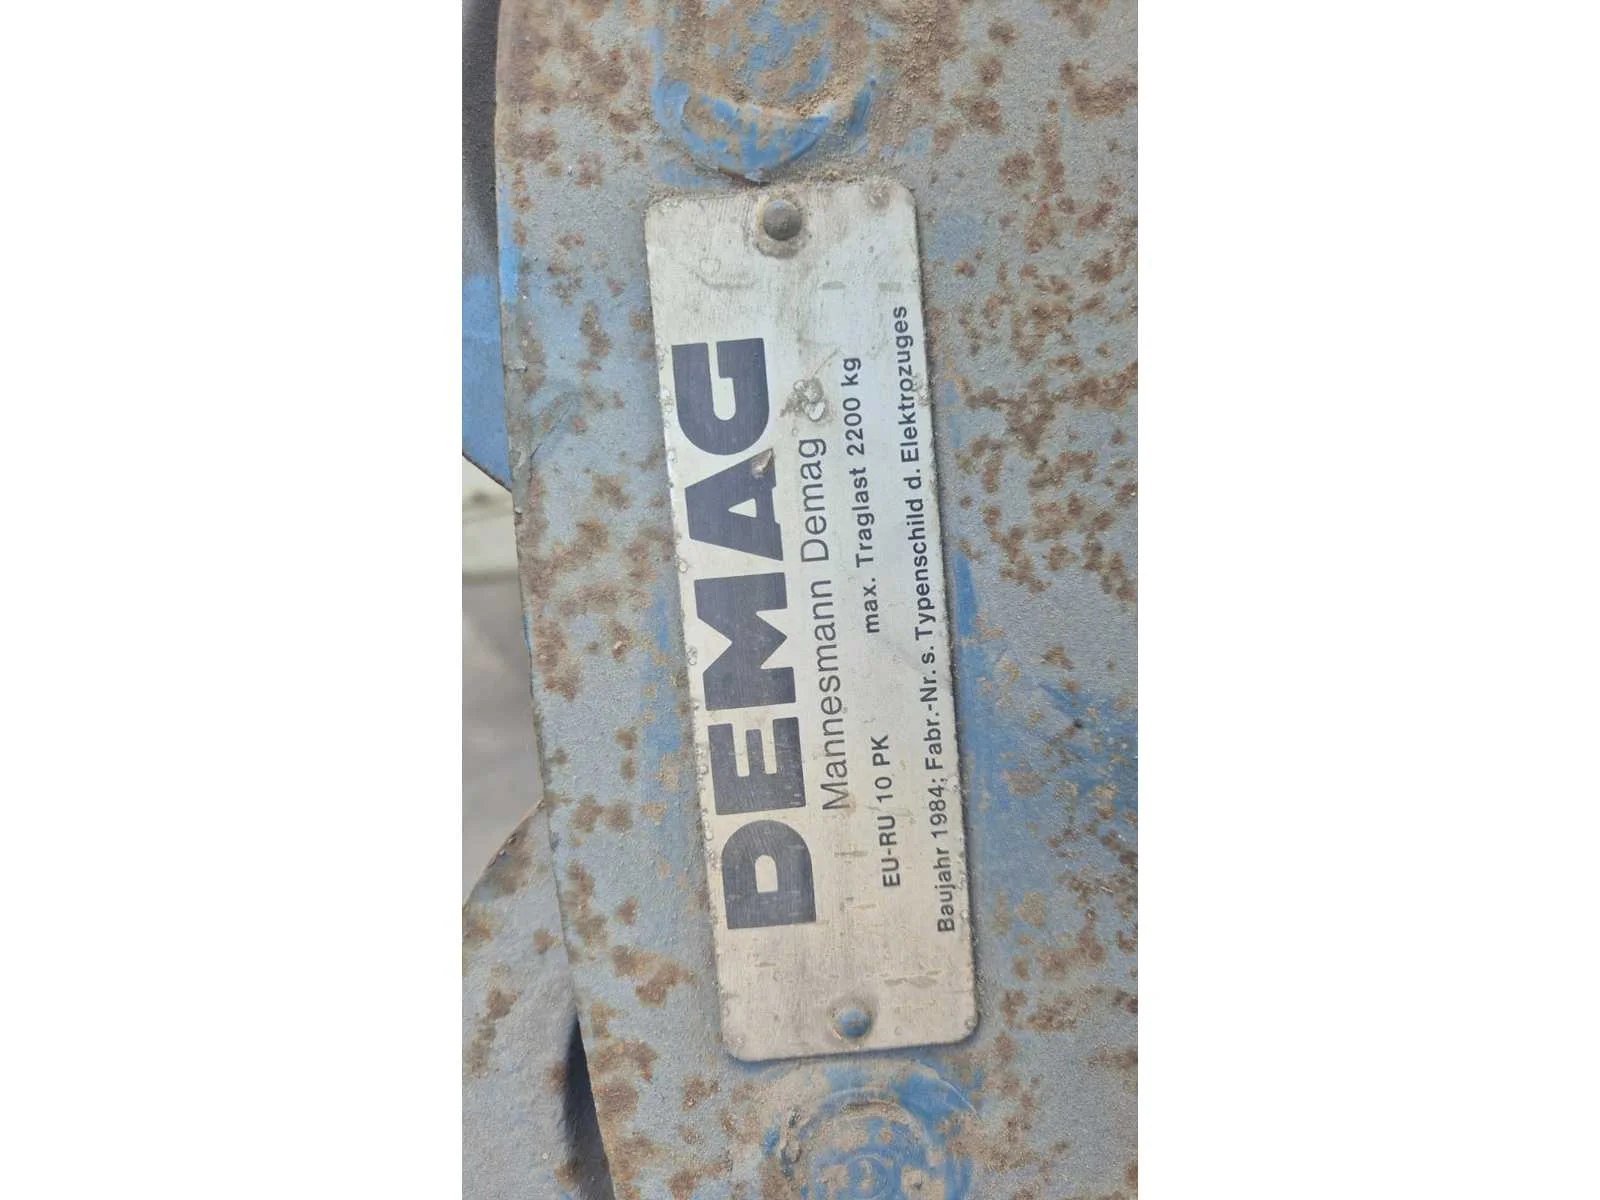 DEMAG
Mannesmann Demag
EU-RU 10 PK max. Traglast 2200 kg
Baujahr 1984; Fabr.-Nr. s. Typenschild d. Elektrozuges